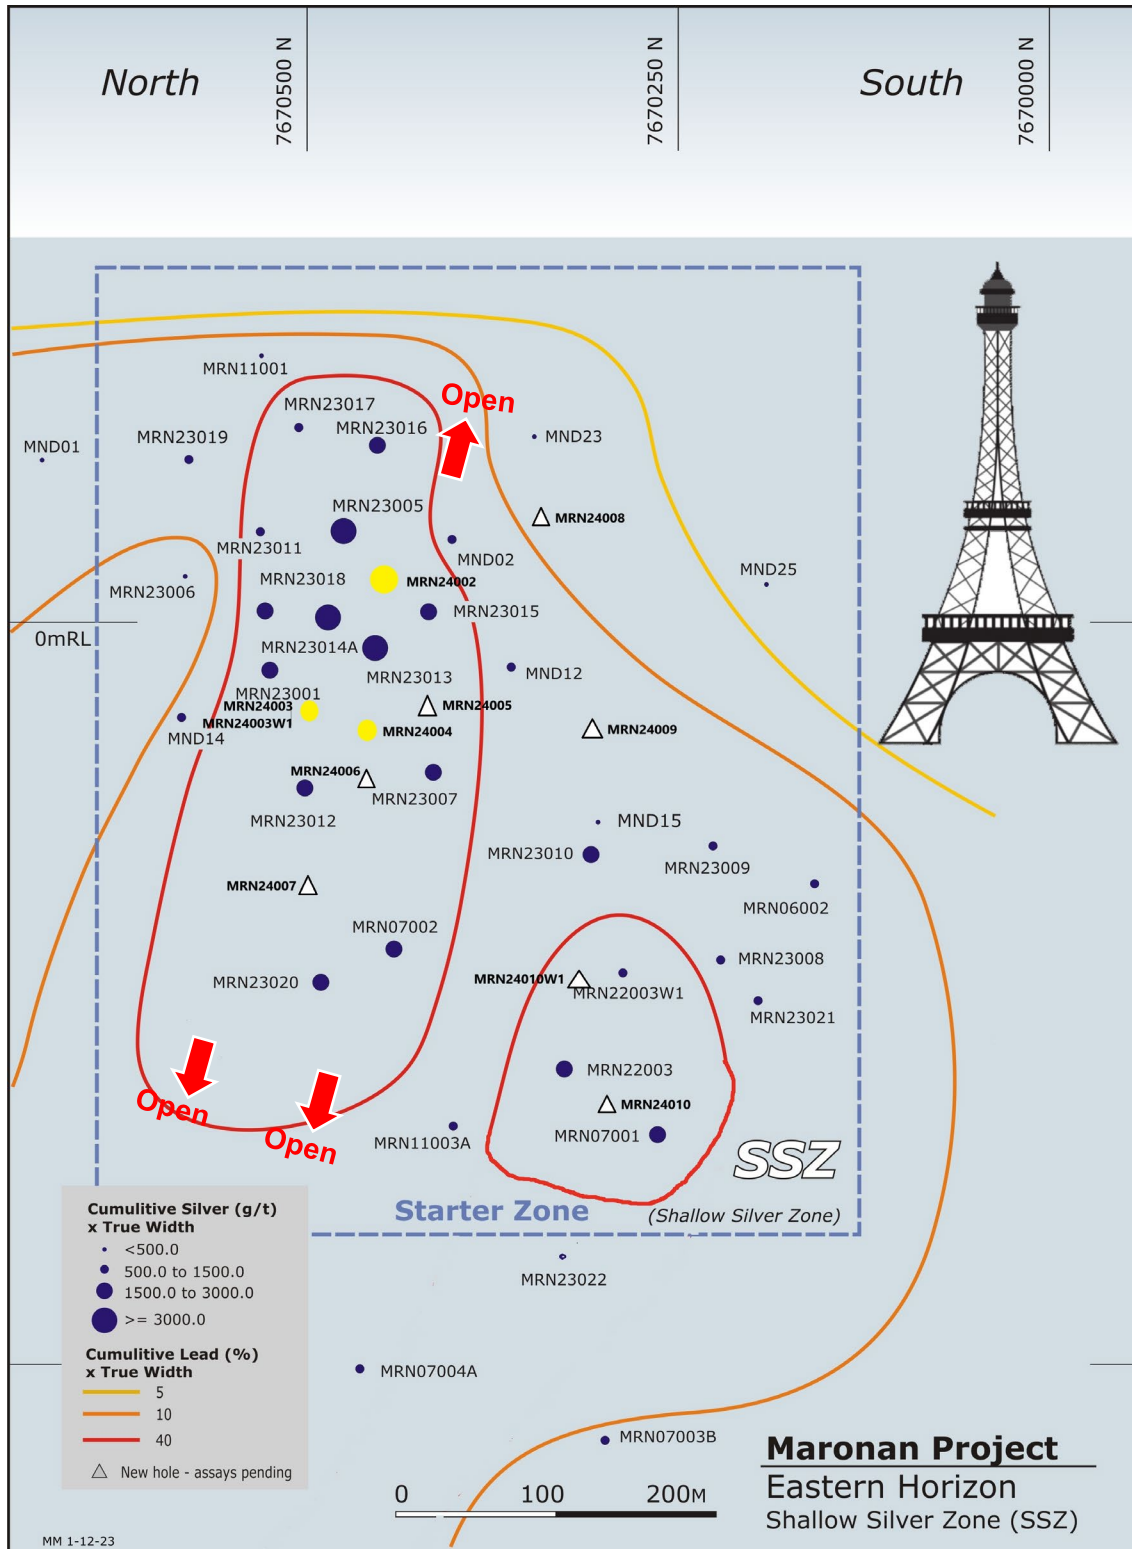 North
7670500 N
7670250 N
South
7670000 N
MRN11001
MRN23017
Open
MRN23016
MRN23019
MND01
MND23
MRN23005
MRN24008
MRN23011
MND02
MRN23018
MRN24002
MND25
MRN23006
MRN23015
0mRL
MRN23014A
MRN23013
MND12
MRN23001
MRN24003
MRN24003W1
MRN24005
MND14
MRN24004
MRN24009
MRN24006
MRN23007
MRN23012
MND15
MRN23010
MRN23009
MRN24007
MRN06002
MRN07002
MRN23008
MRN23020
MRN24010W1
MRN22003W1
MRN21021
MRN22003
Open
MRN24010
Open
MRN11003A
MRN07001
SSZ
Starter Zone
(Shallow Silver Zone)
MRN23022
MRN07004A
MRN07003B
Cumulitive Silver (g/t)
x True Width
<500.0
500.0 to 1500.0
1500.0 to 3000.0
>= 3000.0
Cumulitive Lead (%)
x True Width
5
10
40
New hole - assays pending
0 100 200M
Maronan Project
Eastern Horizon
Shallow Silver Zone (SSZ)
MM 1-12-23